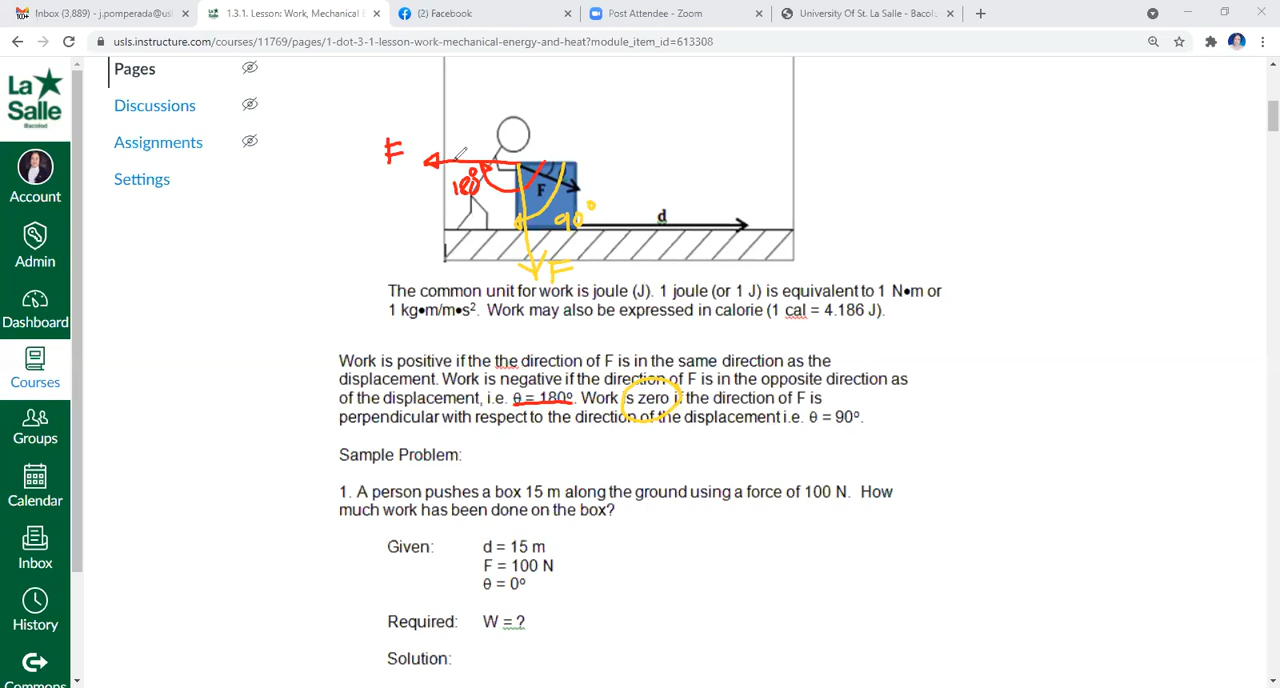 Inbox (3,889) - j.pomperada@usl
1.3.1. Lesson: Work, Mechanical E
(2) Facebook
Post Attendee - Zoom
University Of St. La Salle - Bacol
usls.instructure.com/courses/11769/pages/1-dot-3-1-lesson-work-mechanical-energy-and-heat?module_item_id=613308
La
Salle
Bacolod
Account
Admin
Dashboard
Courses
Groups
Calendar
Inbox
History
Commons
Pages
Discussions
Assignments
Settings
F
180°
F
90°
d
F
The common unit for work is joule (J). 1 joule (or 1 J) is equivalent to 1 N•m or
1 kg•m/m•s². Work may also be expressed in calorie (1 cal = 4.186 J).
Work is positive if the the direction of F is in the same direction as the
displacement. Work is negative if the direction of F is in the opposite direction as
of the displacement, i.e. θ = 180º. Work is zero if the direction of F is
perpendicular with respect to the direction of the displacement i.e. θ = 90º.
Sample Problem:
1. A person pushes a box 15 m along the ground using a force of 100 N. How
much work has been done on the box?
Given: d = 15 m
F = 100 N
θ = 0º
Required: W = ?
Solution: